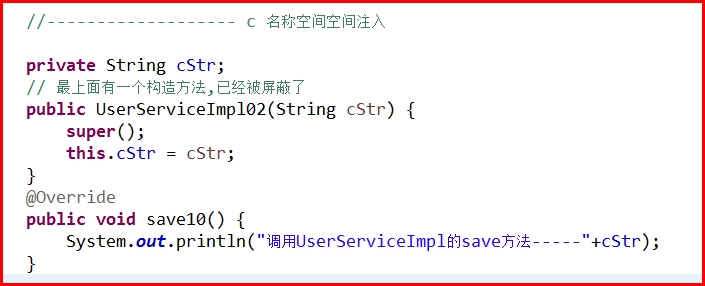 //------------------- c 名称空间空间注入
private String cStr;
// 最上面有一个构造方法,已经被屏蔽了
public UserServiceImpl02(String cStr) {
super();
this.cStr = cStr;
}
@Override
public void save10() {
System.out.println("调用UserServiceImpl的save方法-----"+cStr);
}